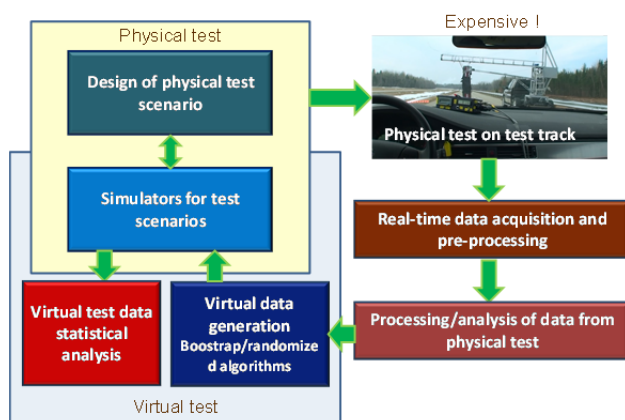 Expensive !
Physical test
Design of physical test
scenario
Physical test on test track
Simulators for test
scenarios
Real-time data acquisition and
pre-processing
Virtual test data
statistical
analysis
Virtual data
generation
Boostrap/randomize
d algorithms
Processing/analysis of data from
physical test
Virtual test